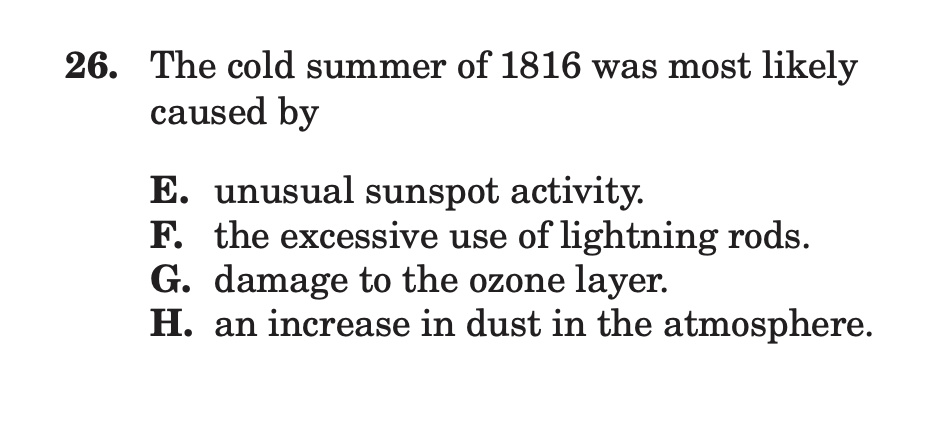 26. The cold summer of 1816 was most likely
caused by
E. unusual sunspot activity.
F. the excessive use of lightning rods.
G. damage to the ozone layer.
H. an increase in dust in the atmosphere.